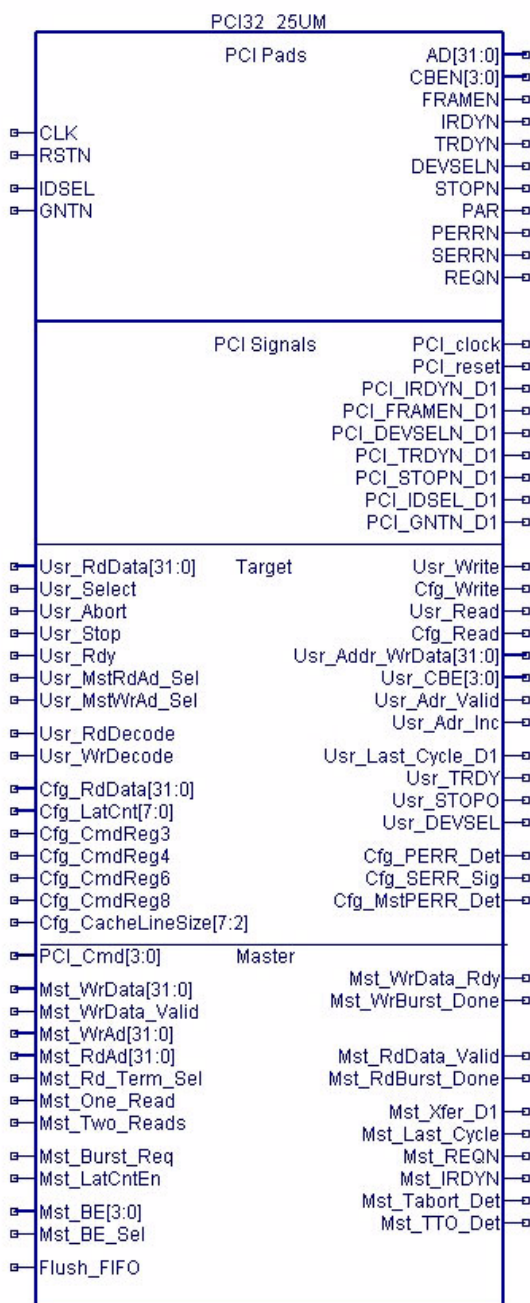 PCI32_25UM
PCI Pads AD[31:0]
CBEN[3:0]
FRAMEN
IRDYN
CLK TRDYN
RSTN DEVSELN
IDSEL STOPN
GNTN PAR
PERRN
SERRN
REQN
PCI Signals PCI_clock
PCI_reset
PCI_IRDYN_D1
PCI_FRAMEN_D1
PCI_DEVSELN_D1
PCI_TRDYN_D1
PCI_STOPN_D1
PCI_IDSEL_D1
PCI_GNTN_D1
Usr_RdData[31:0] Target Usr_Write
Usr_Select Cfg_Write
Usr_Abort Usr_Read
Usr_Stop Cfg_Read
Usr_Rdy Usr_Addr_WrData[31:0]
Usr_MstRdAd_Sel Usr_CBE[3:0]
Usr_MstWrAd_Sel Usr_Adr_Valid
Usr_Adr_Inc
Usr_RdDecode
Usr_WrDecode Usr_Last_Cycle_D1
Usr_TRDY
Cfg_RdData[31:0] Usr_STOPO
Cfg_LatCnt[7:0] Usr_DEVSEL
Cfg_CmdReg3
Cfg_CmdReg4 Cfg_PERR_Det
Cfg_CmdReg6 Cfg_SERR_Sig
Cfg_CmdReg8 Cfg_MstPERR_Det
Cfg_CacheLineSize[7:2]
PCI_Cmd[3:0] Master
Mst_WrData_Rdy
Mst_WrData[31:0] Mst_WrBurst_Done
Mst_WrData_Valid
Mst_WrAd[31:0]
Mst_RdAd[31:0] Mst_RdData_Valid
Mst_Rd_Term_Sel Mst_RdBurst_Done
Mst_One_Read
Mst_Two_Reads Mst_Xfer_D1
Mst_Last_Cycle
Mst_Burst_Req Mst_REQN
Mst_LatCntEn Mst_IRDYN
Mst_Tabort_Det
Mst_BE[3:0] Mst_TTO_Det
Mst_BE_Sel
Flush_FIFO